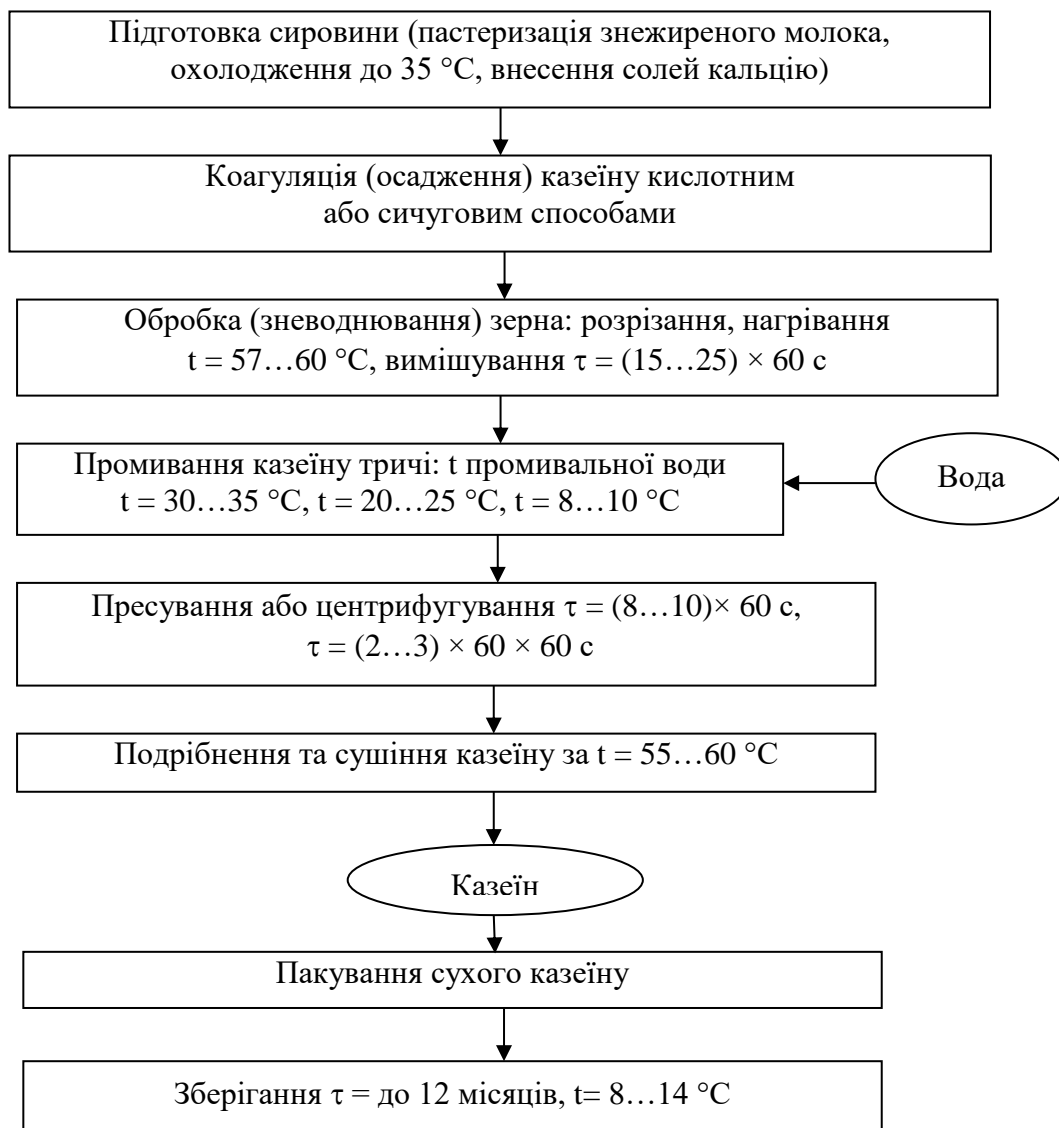 Підготовка сировини (пастеризація знежиреного молока,
охолодження до 35 °С, внесення солей кальцію)
Коагуляція (осадження) казеїну кислотним
або сичуговим способами
Обробка (зневоднювання) зерна: розрізання, нагрівання
t = 57…60 °С, вимішування τ = (15…25) × 60 с
Промивання казеїну тричі: t промивальної води
t = 30…35 °С, t = 20…25 °С, t = 8…10 °С
Вода
Пресування або центрифугування τ = (8…10)× 60 с,
τ = (2…3) × 60 × 60 с
Подрібнення та сушіння казеїну за t = 55…60 °С
Казеїн
Пакування сухого казеїну
Зберігання τ = до 12 місяців, t= 8…14 °С